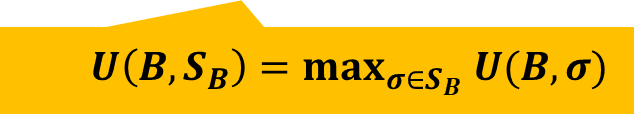 U(B, S_B) = max_{σ∈S_B} U(B, σ)